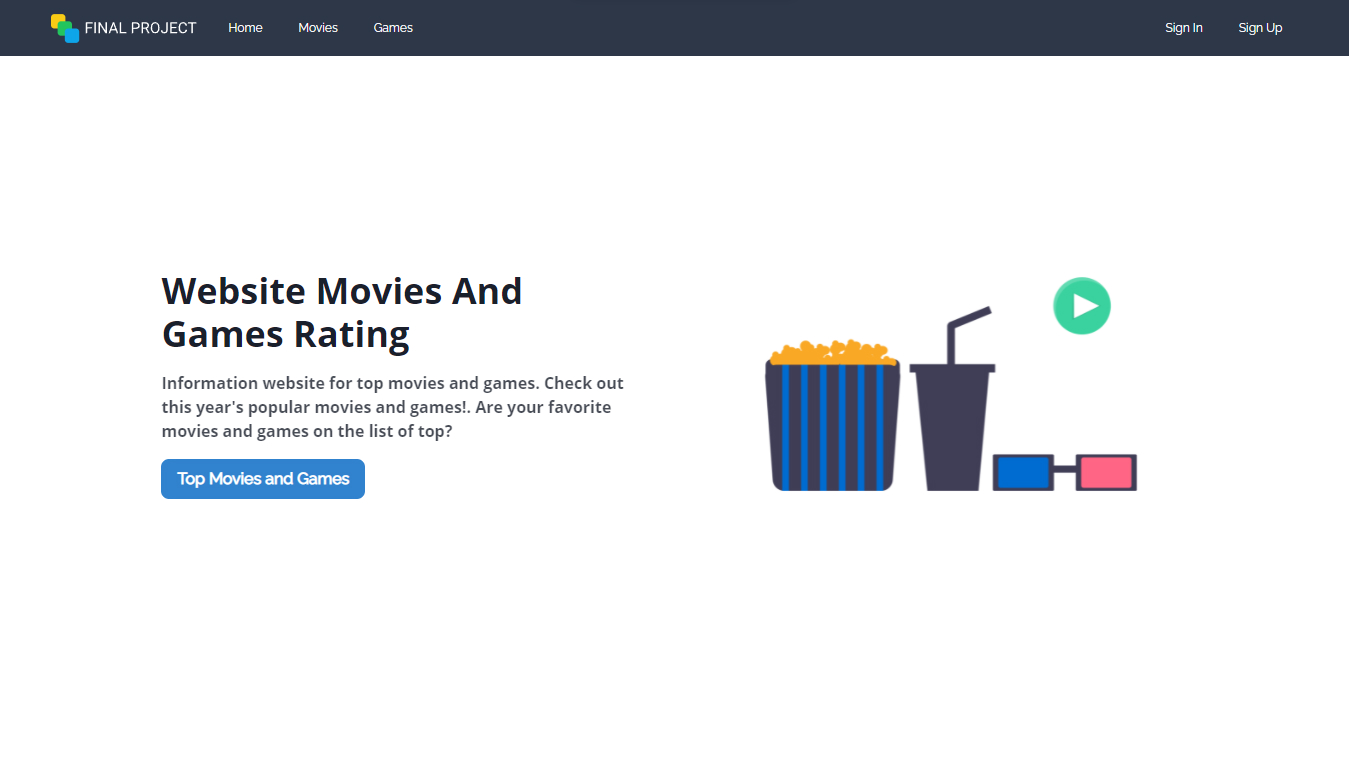 FINAL PROJECT Home Movies Games Sign In Sign Up
Website Movies And
Games Rating
Information website for top movies and games. Check out
this year's popular movies and games!. Are your favorite
movies and games on the list of top?
Top Movies and Games